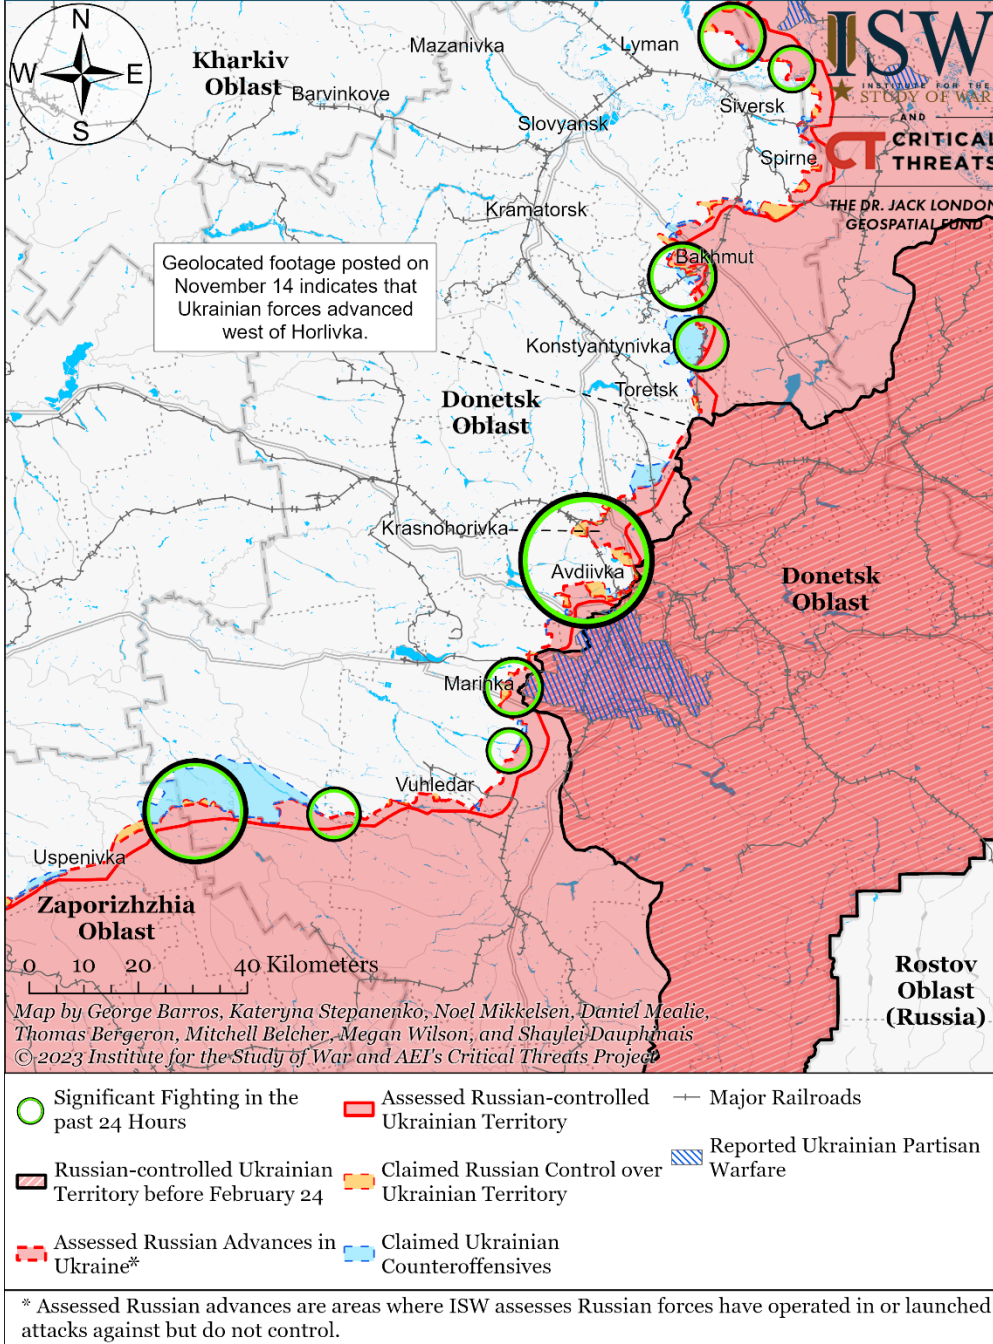 N
W E
S
Kharkiv
Oblast
Mazanivka
Lyman
ISW
INSTITUTE FOR THE
STUDY OF WAR
AND
CT CRITICAL
THREATS
THE DR. JACK LONDON
GEOSPATIAL FUND
Barvinkove
Siversk
Slovyansk
Spirne
Kramatorsk
Bakhmut
Geolocated footage posted on
November 14 indicates that
Ukrainian forces advanced
west of Horlivka.
Konstyantynivka
Toretsk
Donetsk
Oblast
Krasnohorivka
Avdiivka
Donetsk
Oblast
Marinka
Vuhledar
Uspenivka
Zaporizhzhia
Oblast
0 10 20 40 Kilometers
Rostov
Oblast
(Russia)
Map by George Barros, Kateryna Stepanenko, Noel Mikkelsen, Daniel Mealie,
Thomas Bergeron, Mitchell Belcher, Megan Wilson, and Shaylei Dauphinais
© 2023 Institute for the Study of War and AEI's Critical Threats Project
Significant Fighting in the
past 24 Hours
Russian-controlled Ukrainian
Territory before February 24
Assessed Russian Advances in
Ukraine*
Assessed Russian-controlled
Ukrainian Territory
Claimed Russian Control over
Ukrainian Territory
Claimed Ukrainian
Counteroffensives
Major Railroads
Reported Ukrainian Partisan
Warfare
* Assessed Russian advances are areas where ISW assesses Russian forces have operated in or launched
attacks against but do not control.